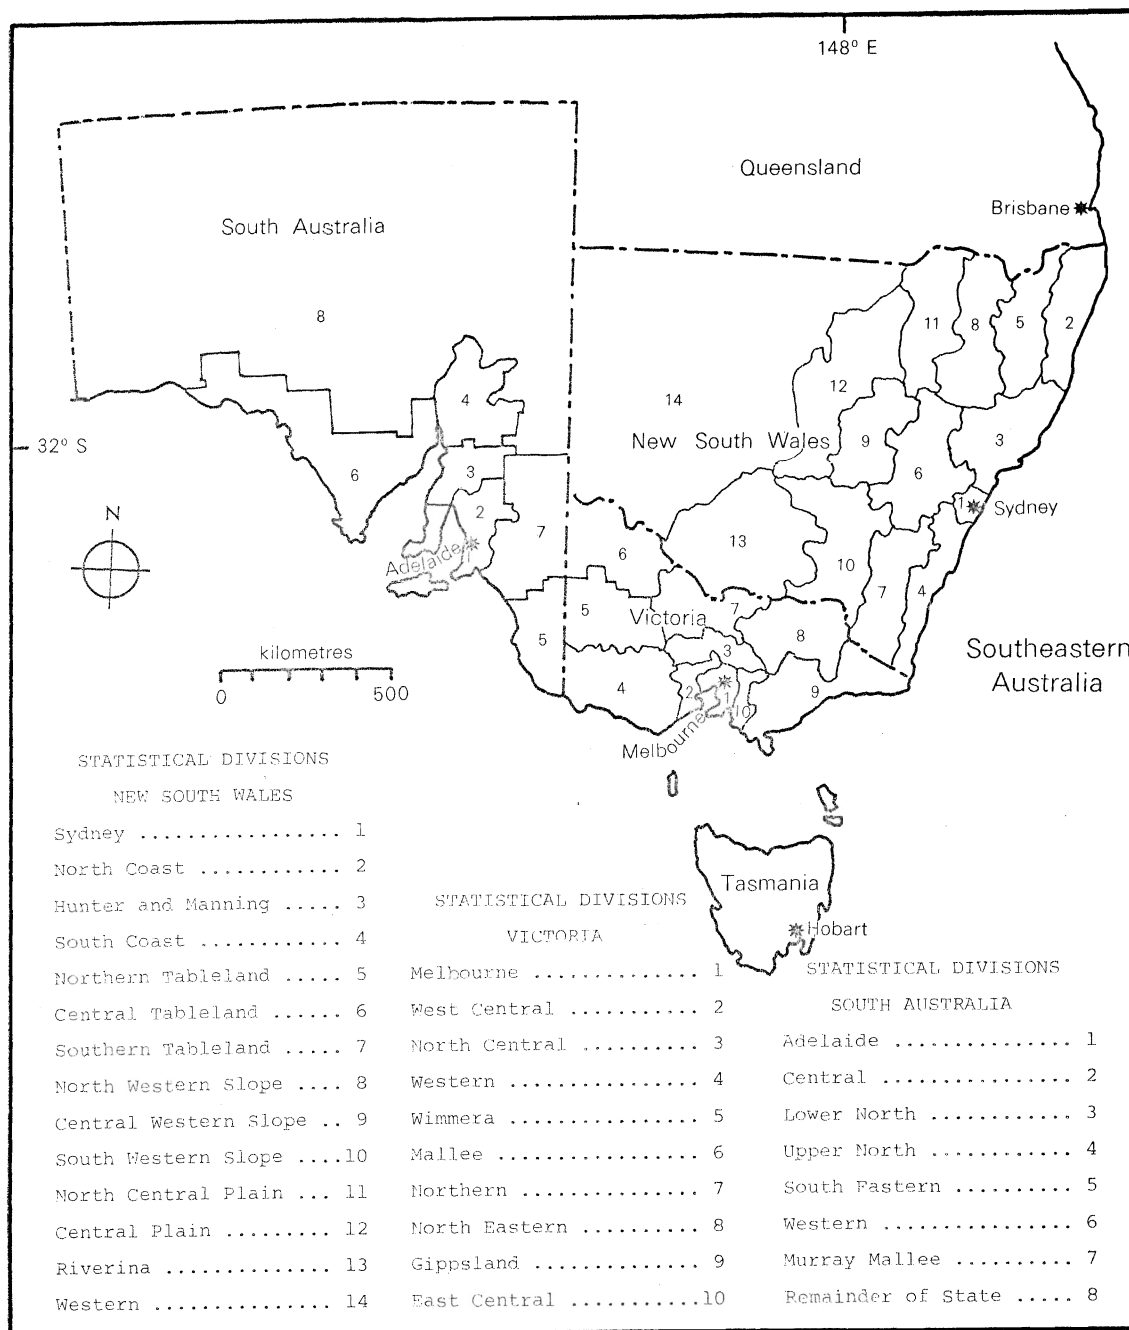 148° E
Queensland
Brisbane
South Australia
8
11
8
5
2
4
12
14
32° S
New South Wales
9
3
6
6
3
2
1
Sydney
N
7
13
Adelaide
1
6
10
7
4
5
7
Victoria
8
5
3
kilometres
0
500
4
2
1
10
9
Southeastern
Australia
Melbourne
Tasmania
Hobart
STATISTICAL DIVISIONS
NEW SOUTH WALES
Sydney ................. 1
North Coast ............ 2
Hunter and Manning ..... 3
South Coast ............ 4
Northern Tableland ..... 5
Central Tableland ...... 6
Southern Tableland ..... 7
North Western Slope .... 8
Central Western Slope .. 9
South Western Slope ....10
North Central Plain ... 11
Central Plain ......... 12
Riverina .............. 13
Western ............... 14
STATISTICAL DIVISIONS
VICTORIA
Melbourne .............. 1
West Central ........... 2
North Central .......... 3
Western ................ 4
Wimmera ................ 5
Mallee ................. 6
Northern ............... 7
North Eastern .......... 8
Gippsland .............. 9
East Central ...........10
STATISTICAL DIVISIONS
SOUTH AUSTRALIA
Adelaide ............... 1
Central ................ 2
Lower North ............ 3
Upper North ............ 4
South Eastern .......... 5
Western ................ 6
Murray Mallee .......... 7
Remainder of State ..... 8